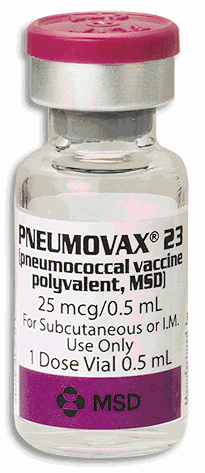 PNEUMOVAX® 23
(pneumococcal vaccine
polyvalent, MSD)
25 mcg/0.5 mL
For Subcutaneous or I.M.
Use Only
1 Dose Vial 0.5 mL
MSD